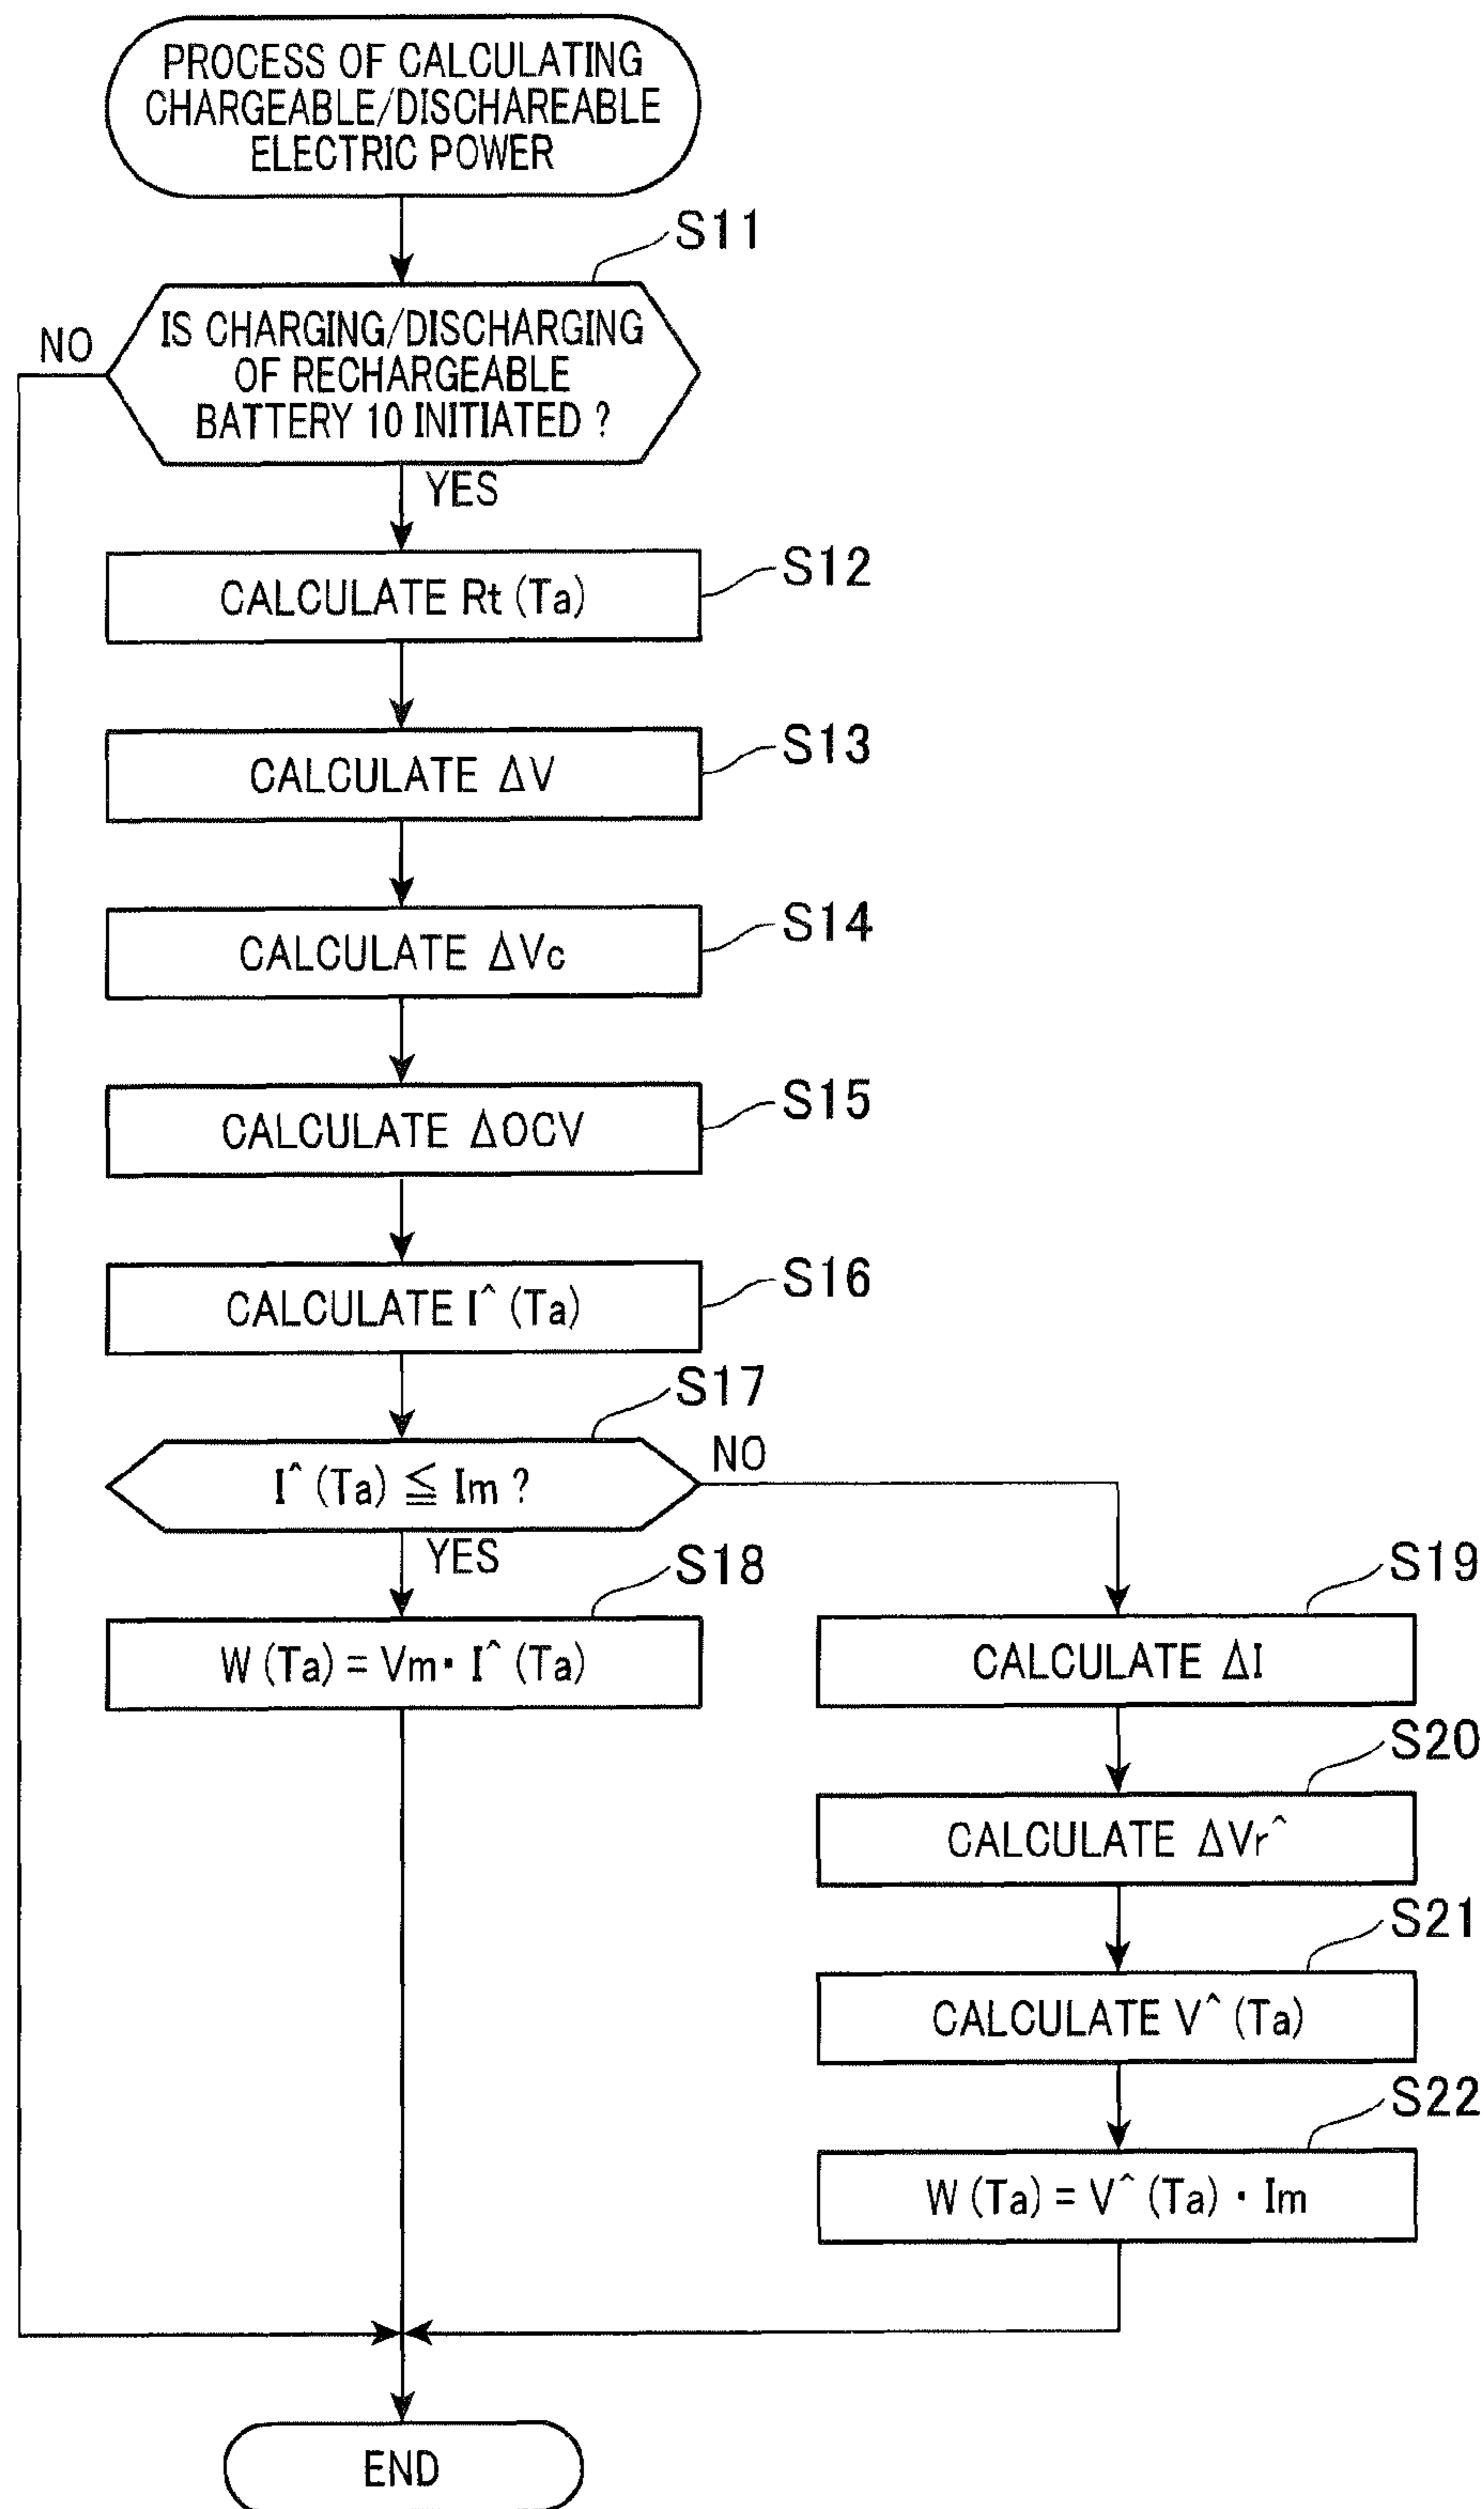 PROCESS OF CALCULATING
CHARGEABLE/DISCHAREABLE
ELECTRIC POWER
S11
IS CHARGING/DISCHARGING
OF RECHARGEABLE
BATTERY 10 INITIATED ?
NO
YES
CALCULATE Rt (Ta)
S12
CALCULATE ΔV
S13
CALCULATE ΔVc
S14
CALCULATE ΔOCV
S15
CALCULATE I^ (Ta)
S16
S17
I^ (Ta) ≦ Im ?
NO
YES
S18
W (Ta) = Vm · I^ (Ta)
S19
CALCULATE ΔI
S20
CALCULATE ΔVr^
S21
CALCULATE V^ (Ta)
S22
W (Ta) = V^ (Ta) · Im
END